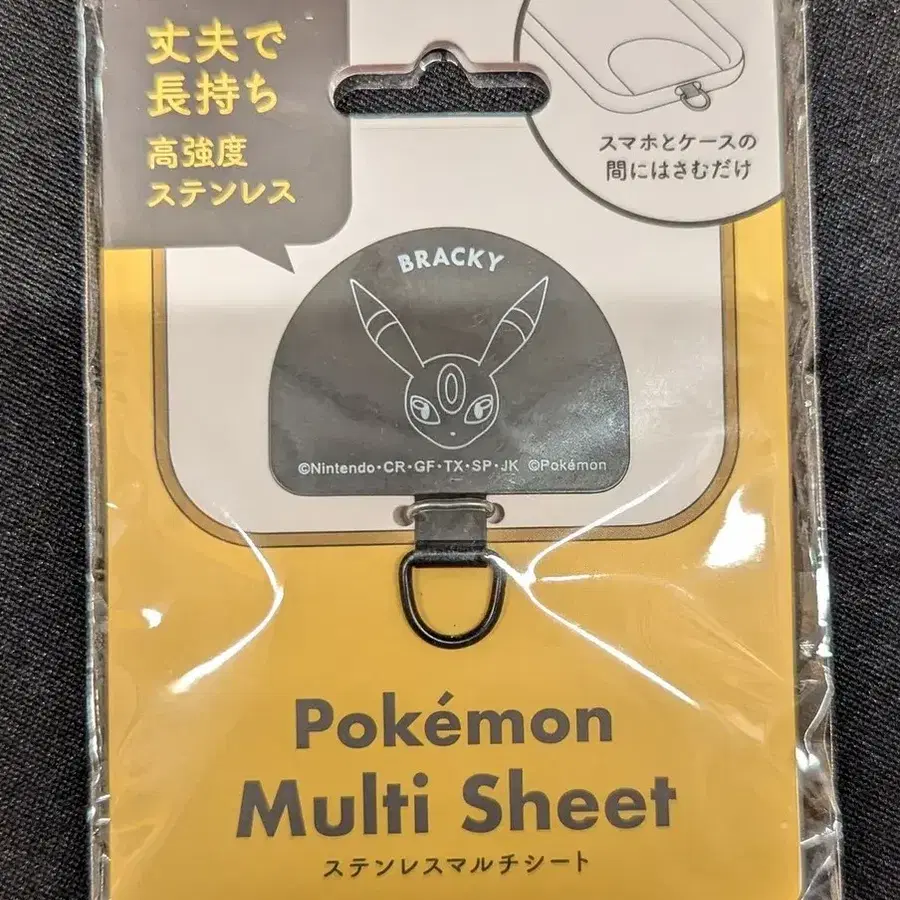 丈夫で
長持ち
高強度
ステンレス
スマホとケースの
間にはさむだけ
BRACKY
©Nintendo・CR・GF・TX・SP・JK ©Pokémon
Pokémon
Multi Sheet
ステンレスマルチシート